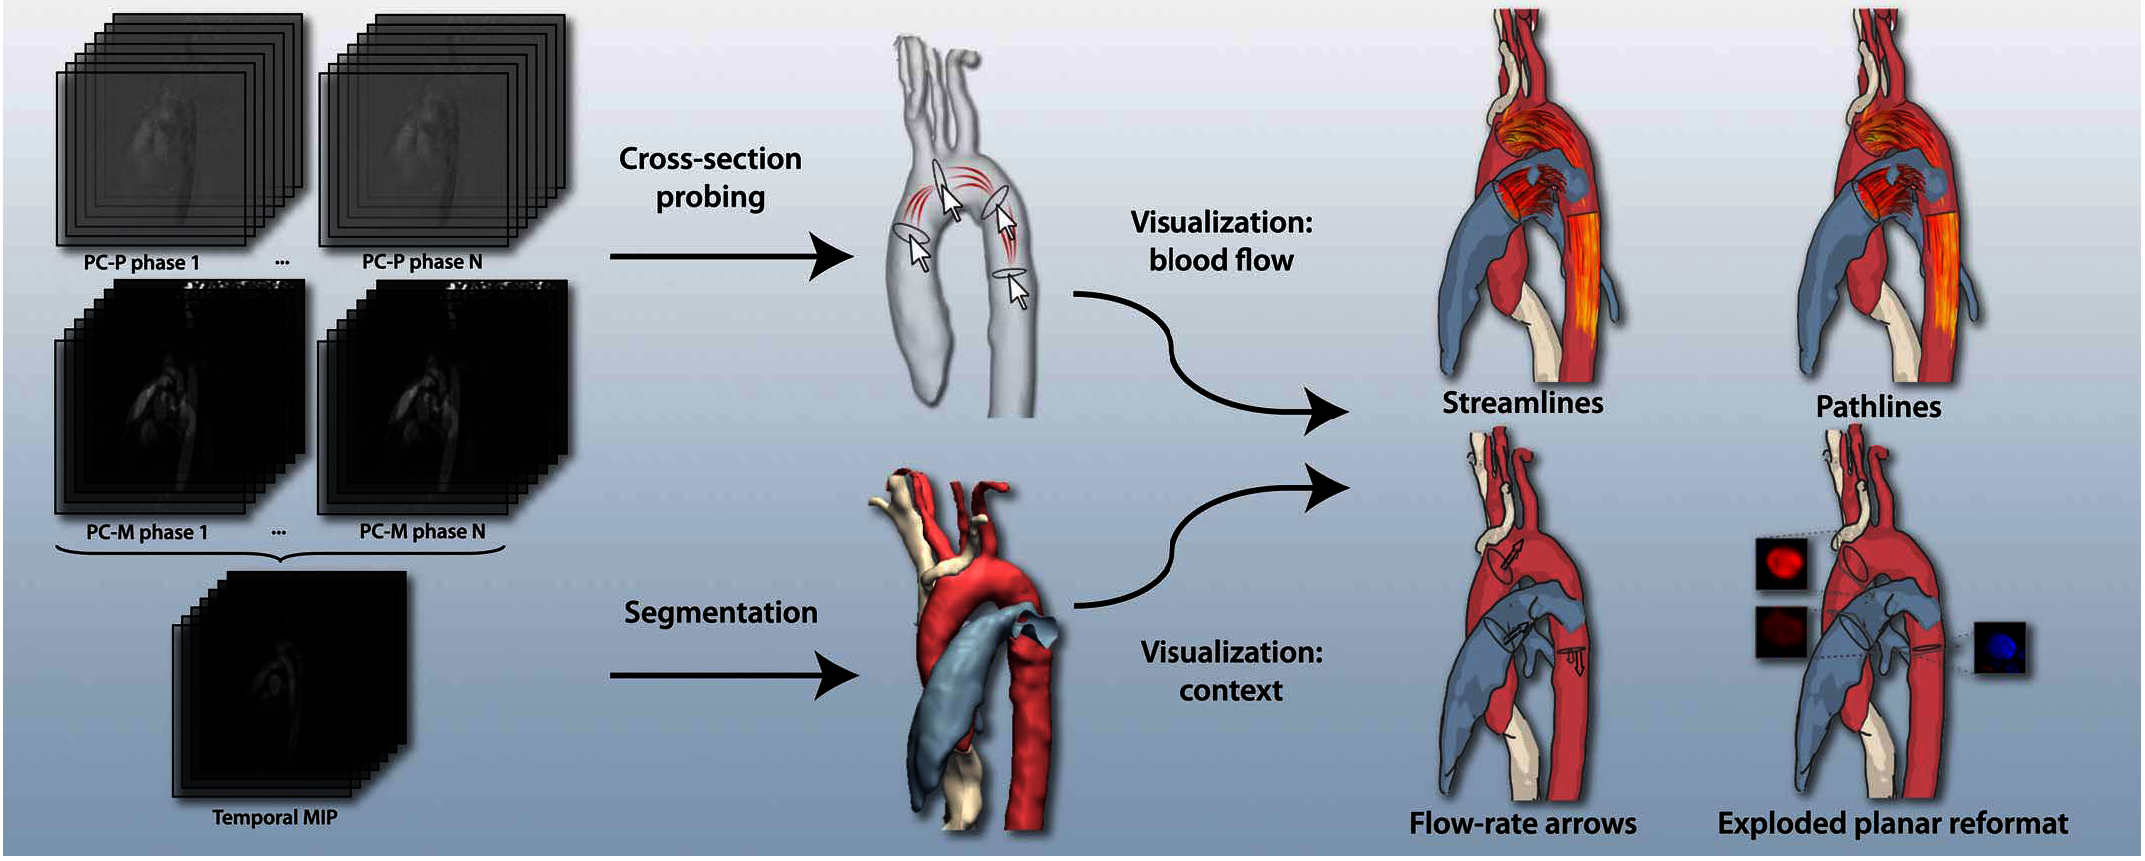 PC-P phase 1 ... PC-P phase N
PC-M phase 1 ... PC-M phase N
Temporal MIP
Cross-section
probing
Segmentation
Visualization:
blood flow
Visualization:
context
Streamlines
Pathlines
Flow-rate arrows
Exploded planar reformat